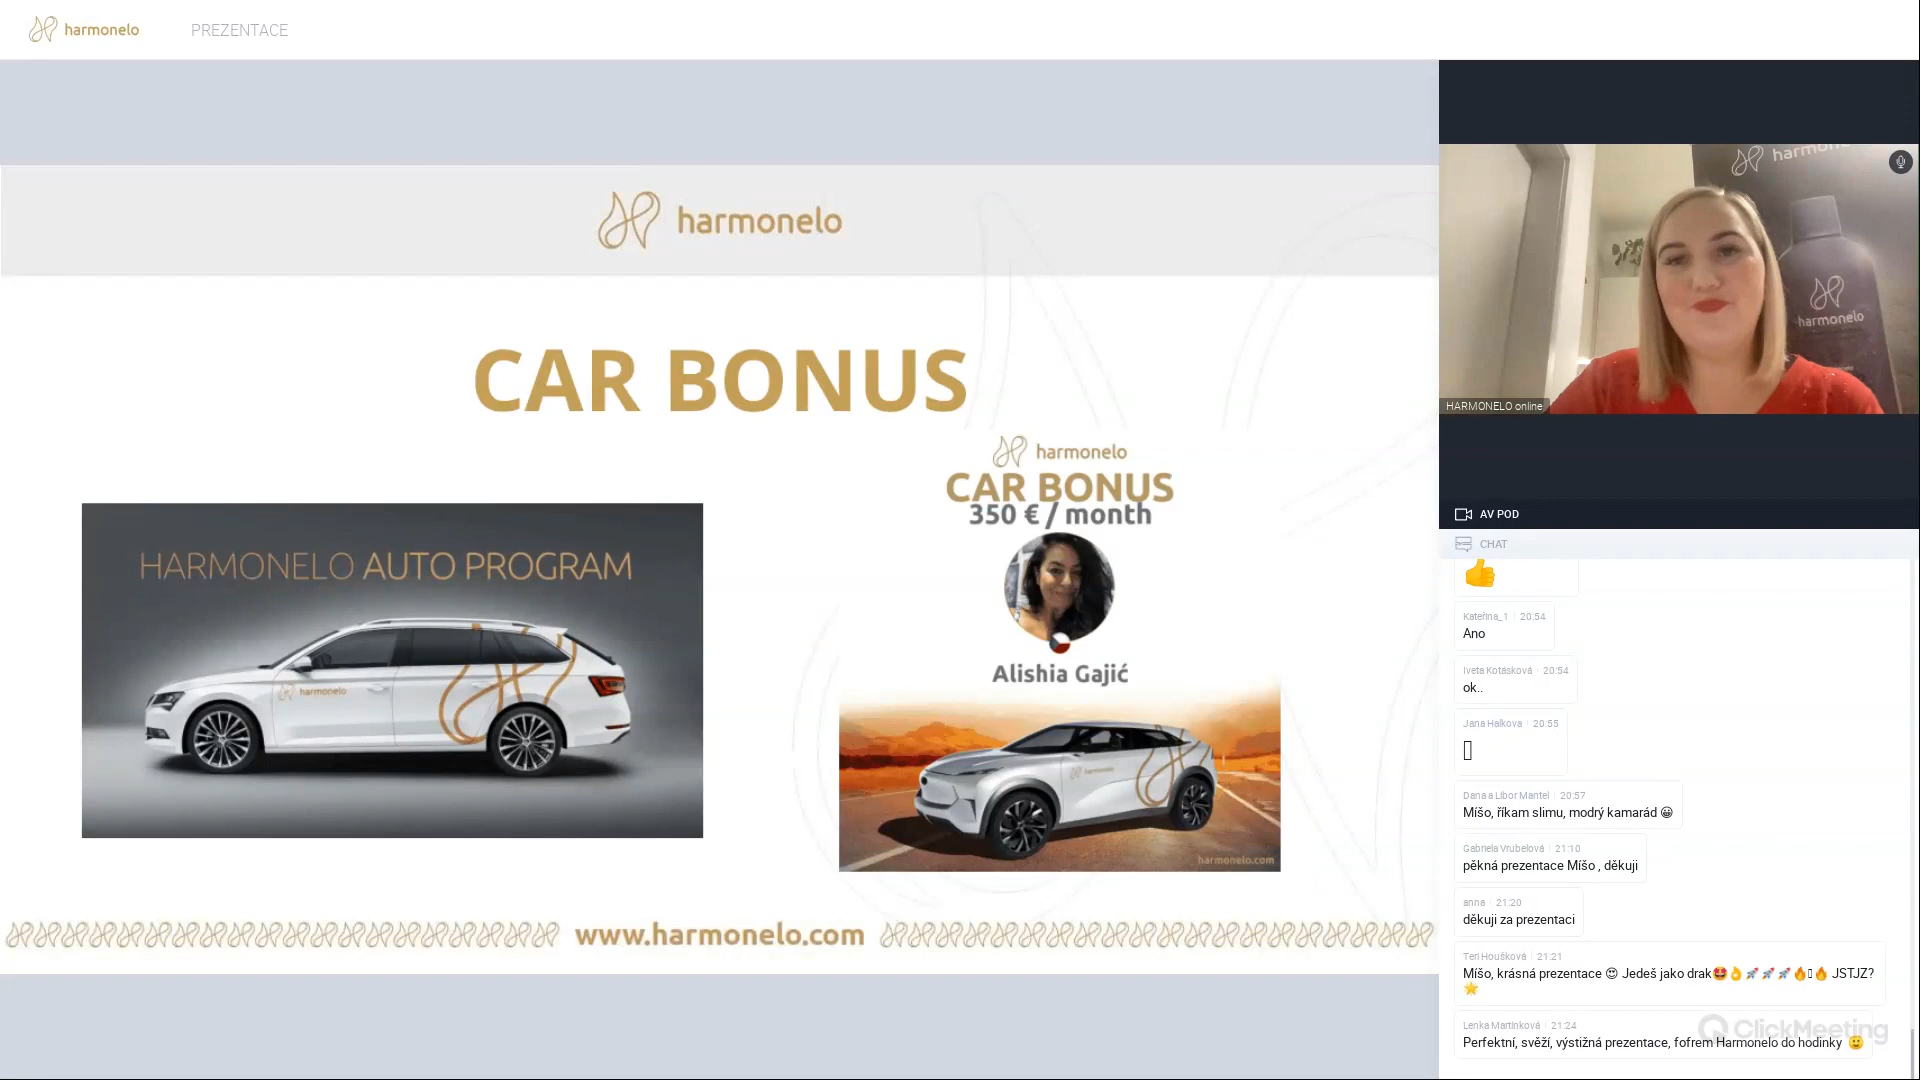 harmonelo
PREZENTACE
harmonelo
CAR BONUS
HARMONELO AUTO PROGRAM
harmonelo
harmonelo
CAR BONUS
350 € / month
Alishia Gajić
harmonelo
harmonelo.com
www.harmonelo.com
harmonelo
harmonelo
HARMONELO online
AV POD
CHAT
👍
Kateřina_1 20:54
Ano
Iveta Kotásková 20:54
ok..
Jana Halkova 20:55
Dana a Libor Mantel 20:57
Míšo, říkam slimu, modrý kamarád 😀
Gabriela Vrubelová 21:10
pěkná prezentace Míšo , děkuji
anna 21:20
děkuji za prezentaci
Teri Houšková 21:21
Míšo, krásná prezentace 😍 Jedeš jako drak🤩👌🚀🚀🚀🔥🔥 JSTJZ?
🌟
Lenka Martinková 21:24
Perfektní, svěží, výstižná prezentace, fofrem Harmonelo do hodinky 🙂
ClickMeeting